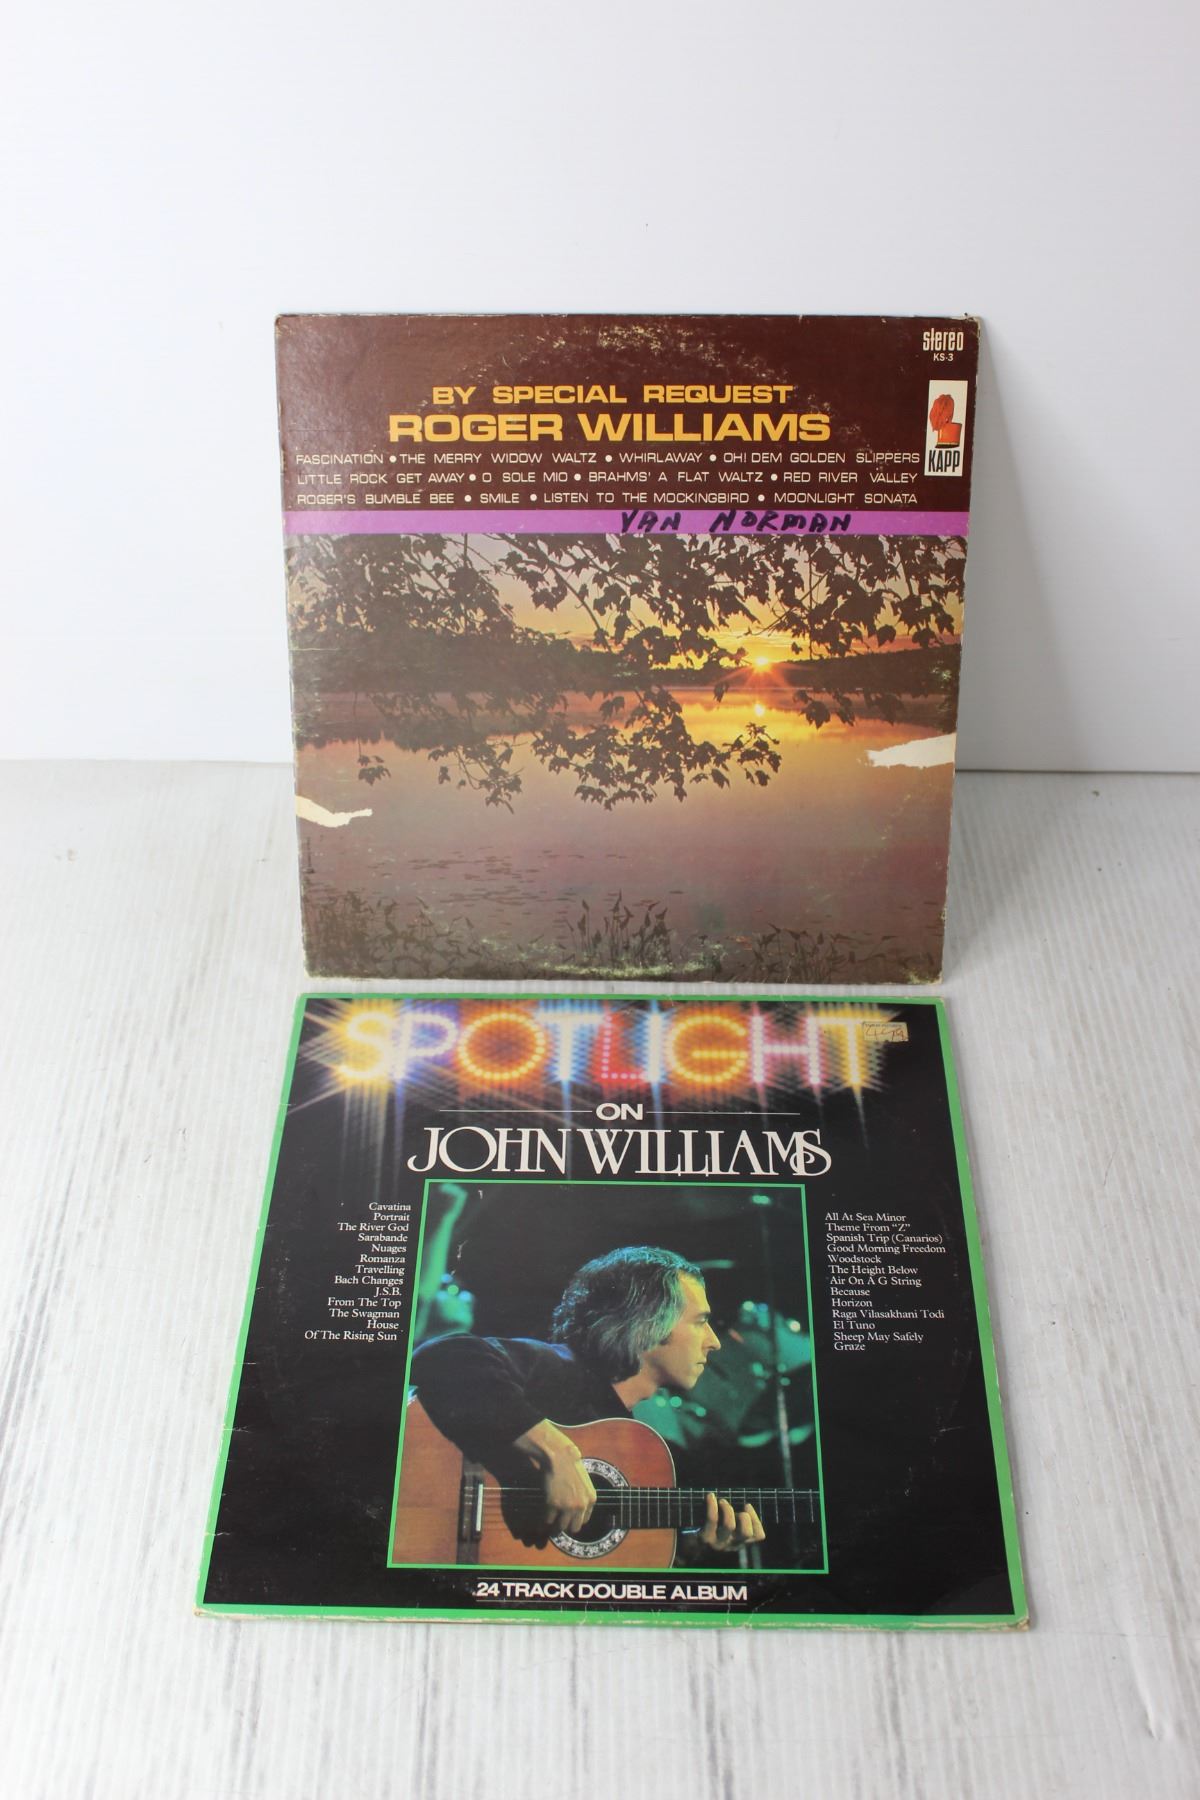 stereo
KS-3
BY SPECIAL REQUEST
ROGER WILLIAMS
KAPP
FASCINATION • THE MERRY WIDOW WALTZ • WHIRLAWAY • OH! DEM GOLDEN SLIPPERS
LITTLE ROCK GET AWAY • O SOLE MIO • BRAHMS' A FLAT WALTZ • RED RIVER VALLEY
ROGER'S BUMBLE BEE • SMILE • LISTEN TO THE MOCKINGBIRD • MOONLIGHT SONATA
VAN NORMAN
SPOTLIGHT
ON
JOHN WILLIAMS
Cavatina
Portrait
The River God
Sarabande
Nuages
Romanza
Travelling
Bach Changes
J.S.B.
From The Top
The Swagman
House
Of The Rising Sun
All At Sea Minor
Theme From "Z"
Spanish Trip (Canarios)
Good Morning Freedom
Woodstock
The Height Below
Air On A G String
Because
Horizon
Raga Vilasakhani Todi
El Tuno
Sheep May Safely
Graze
24 TRACK DOUBLE ALBUM